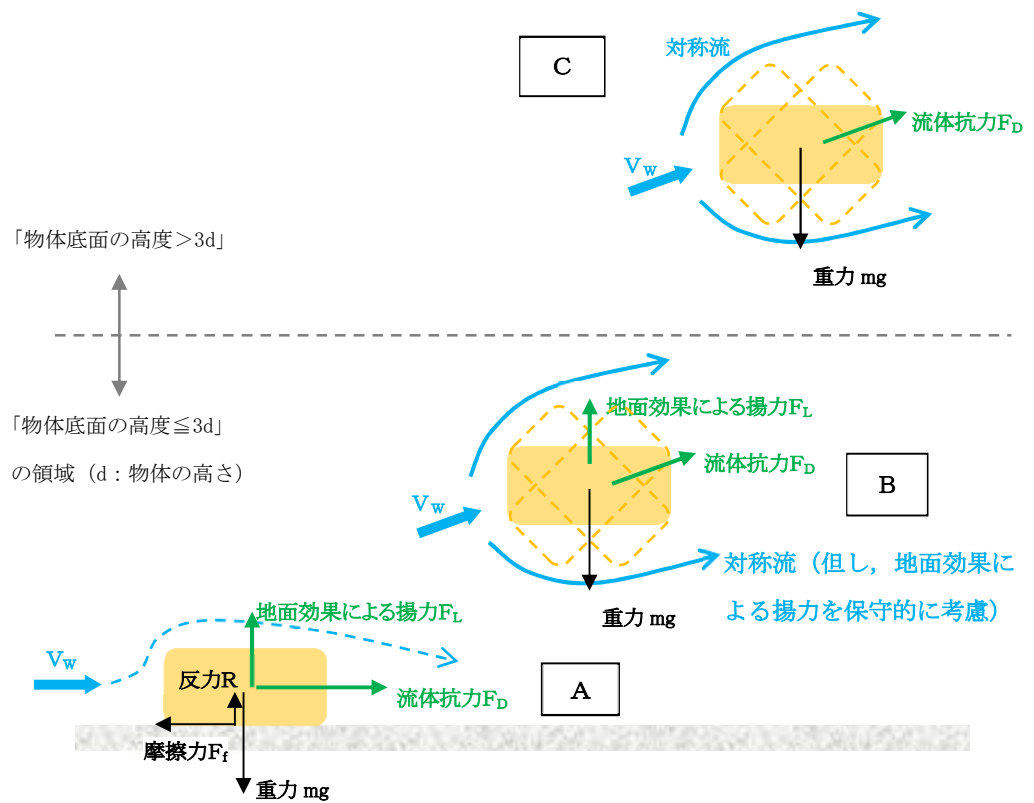 C
対称流
流体抗力F_D
V_W
重力 mg
「物体底面の高度＞3d」
「物体底面の高度≦3d」
の領域（d：物体の高さ）
地面効果による揚力F_L
流体抗力F_D
B
V_W
重力 mg
対称流（但し，地面効果に
よる揚力を保守的に考慮）
地面効果による揚力F_L
V_W
反力R
流体抗力F_D
A
摩擦力F_f
重力 mg